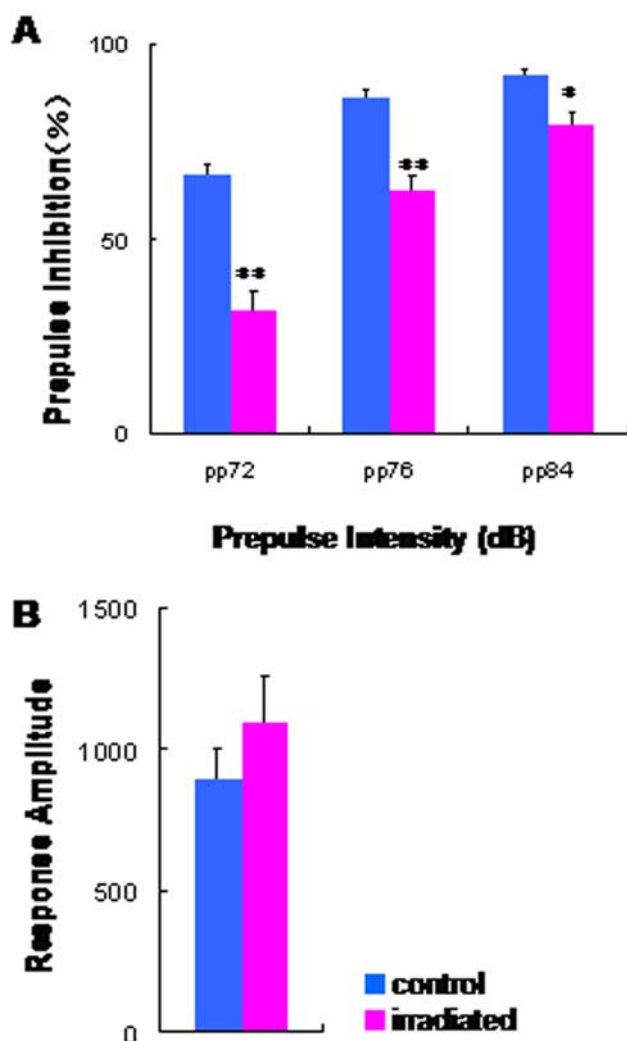 A
100
50
0
Prepulse Inhibition(%)
**
**
*
pp72 pp76 pp84
Prepulse Intensity (dB)
B
1500
1000
500
0
Response Amplitude
control
irradiated